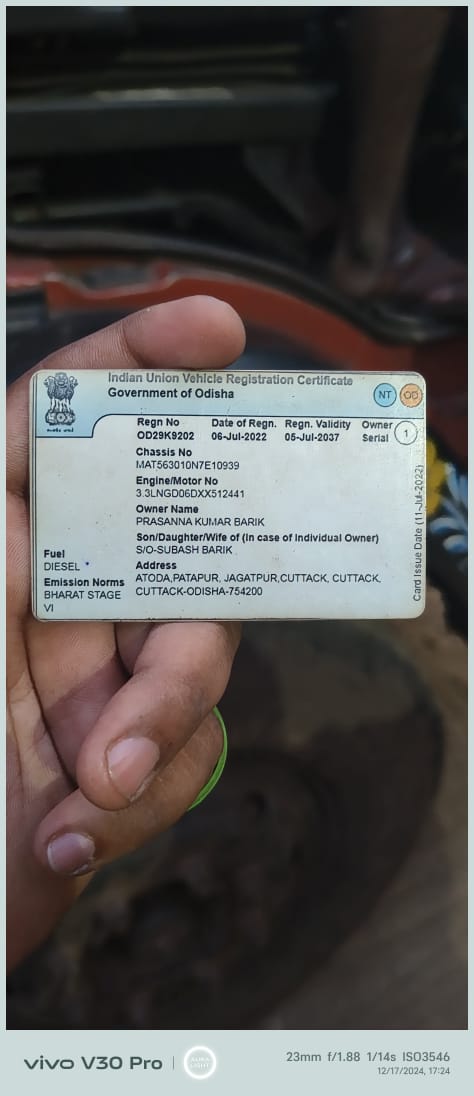 Indian Union Vehicle Registration Certificate
Government of Odisha
NT OD
Regn No Date of Regn. Regn. Validity Owner Serial 1
OD29K9202 06-Jul-2022 05-Jul-2037
Chassis No
MAT563010N7E10939
Engine/Motor No
3.3LNGD06DXX512441
Owner Name
PRASANNA KUMAR BARIK
Son/Daughter/Wife of (In case of Individual Owner)
S/O-SUBASH BARIK
Fuel
DIESEL
Emission Norms
BHARAT STAGE
VI
Address
ATODA,PATAPUR, JAGATPUR,CUTTACK, CUTTACK,
CUTTACK-ODISHA-754200
Card Issue Date (11-Jul-2022)
vivo V30 Pro
AURA
LIGHT
23mm f/1.88 1/14s ISO3546
12/17/2024, 17:24